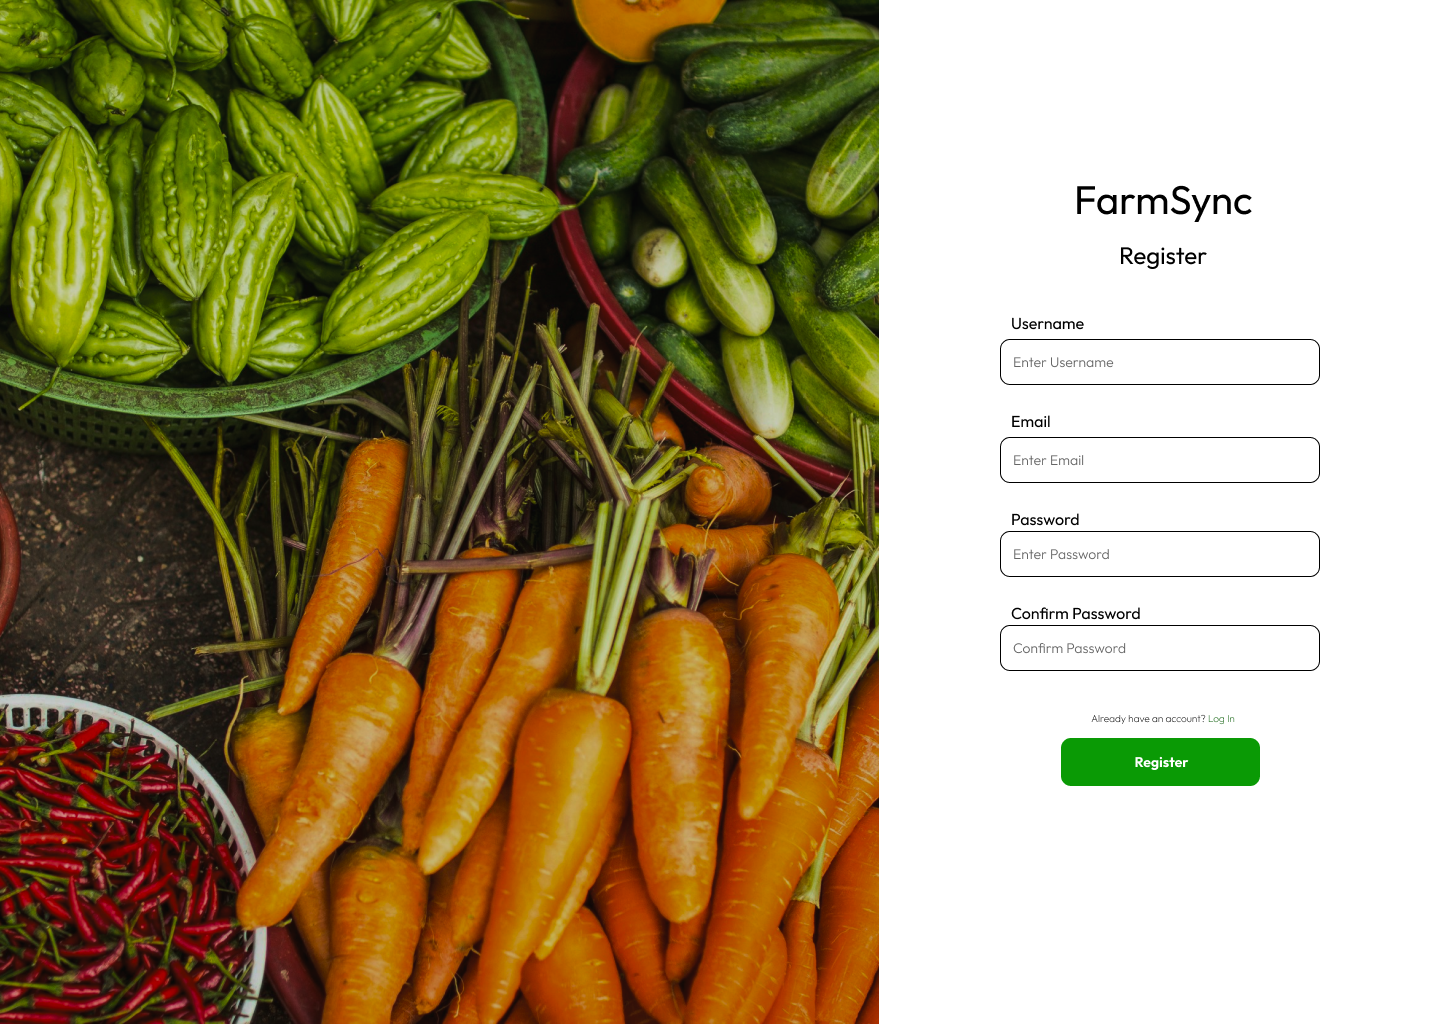 FarmSync
Register
Username
Enter Username
Email
Enter Email
Password
Enter Password
Confirm Password
Confirm Password
Already have an account? Log In
Register